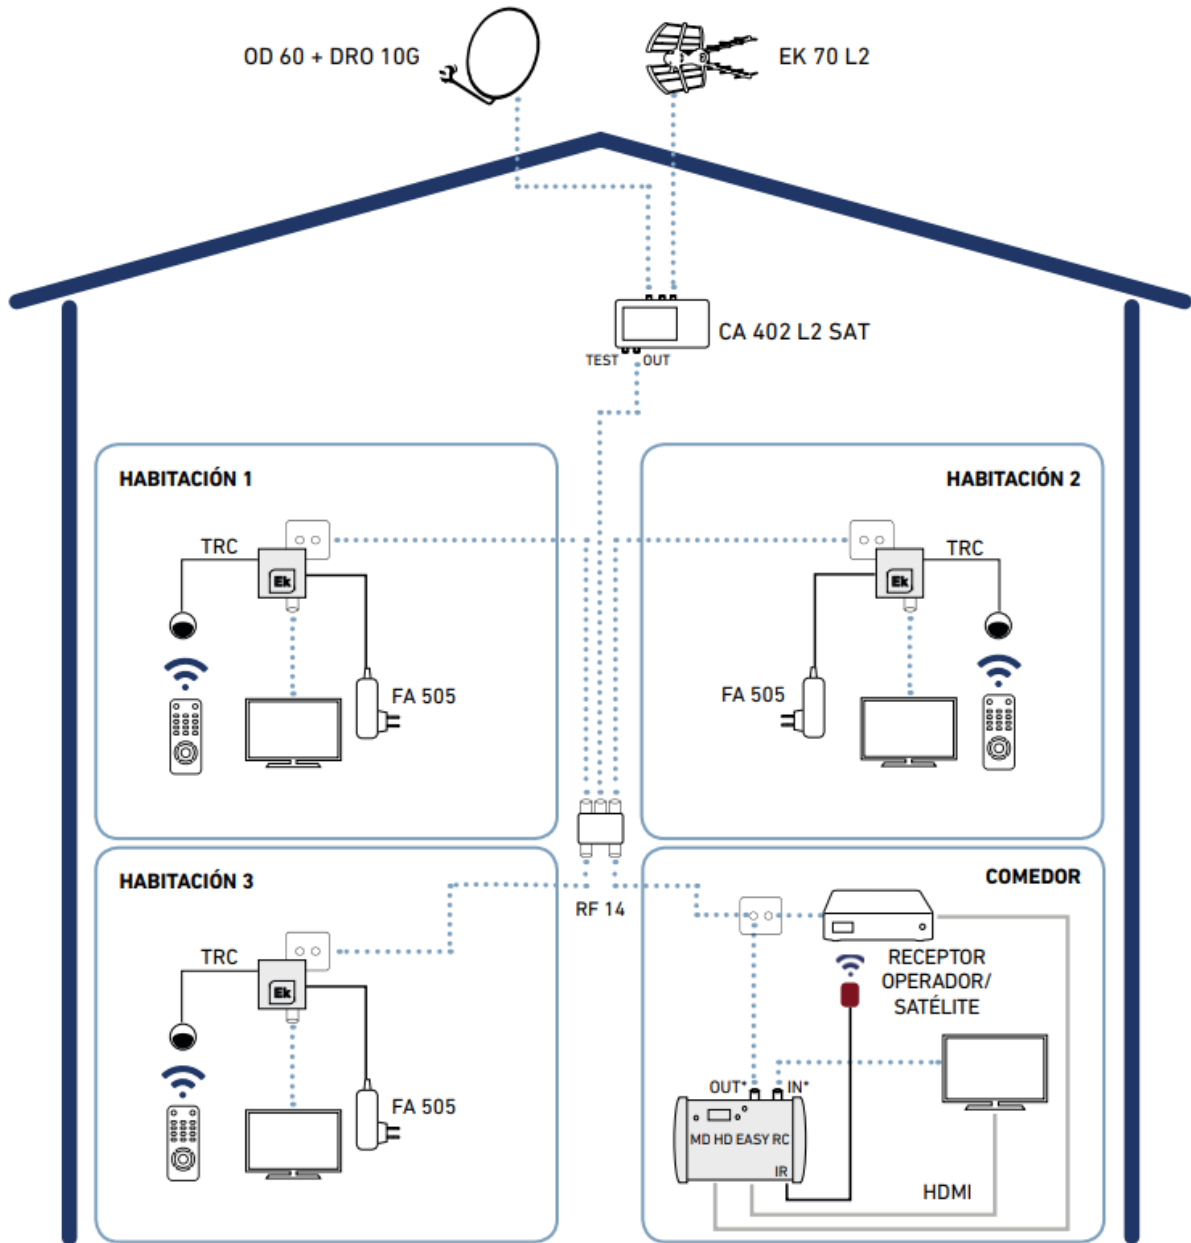 OD 60 + DRO 10G
EK 70 L2
CA 402 L2 SAT
TEST OUT
HABITACIÓN 1
TRC
Ek
FA 505
HABITACIÓN 2
TRC
Ek
FA 505
RF 14
HABITACIÓN 3
TRC
Ek
FA 505
COMEDOR
RECEPTOR
OPERADOR/
SATÉLITE
OUT* IN*
MD HD EASY RC
IR
HDMI